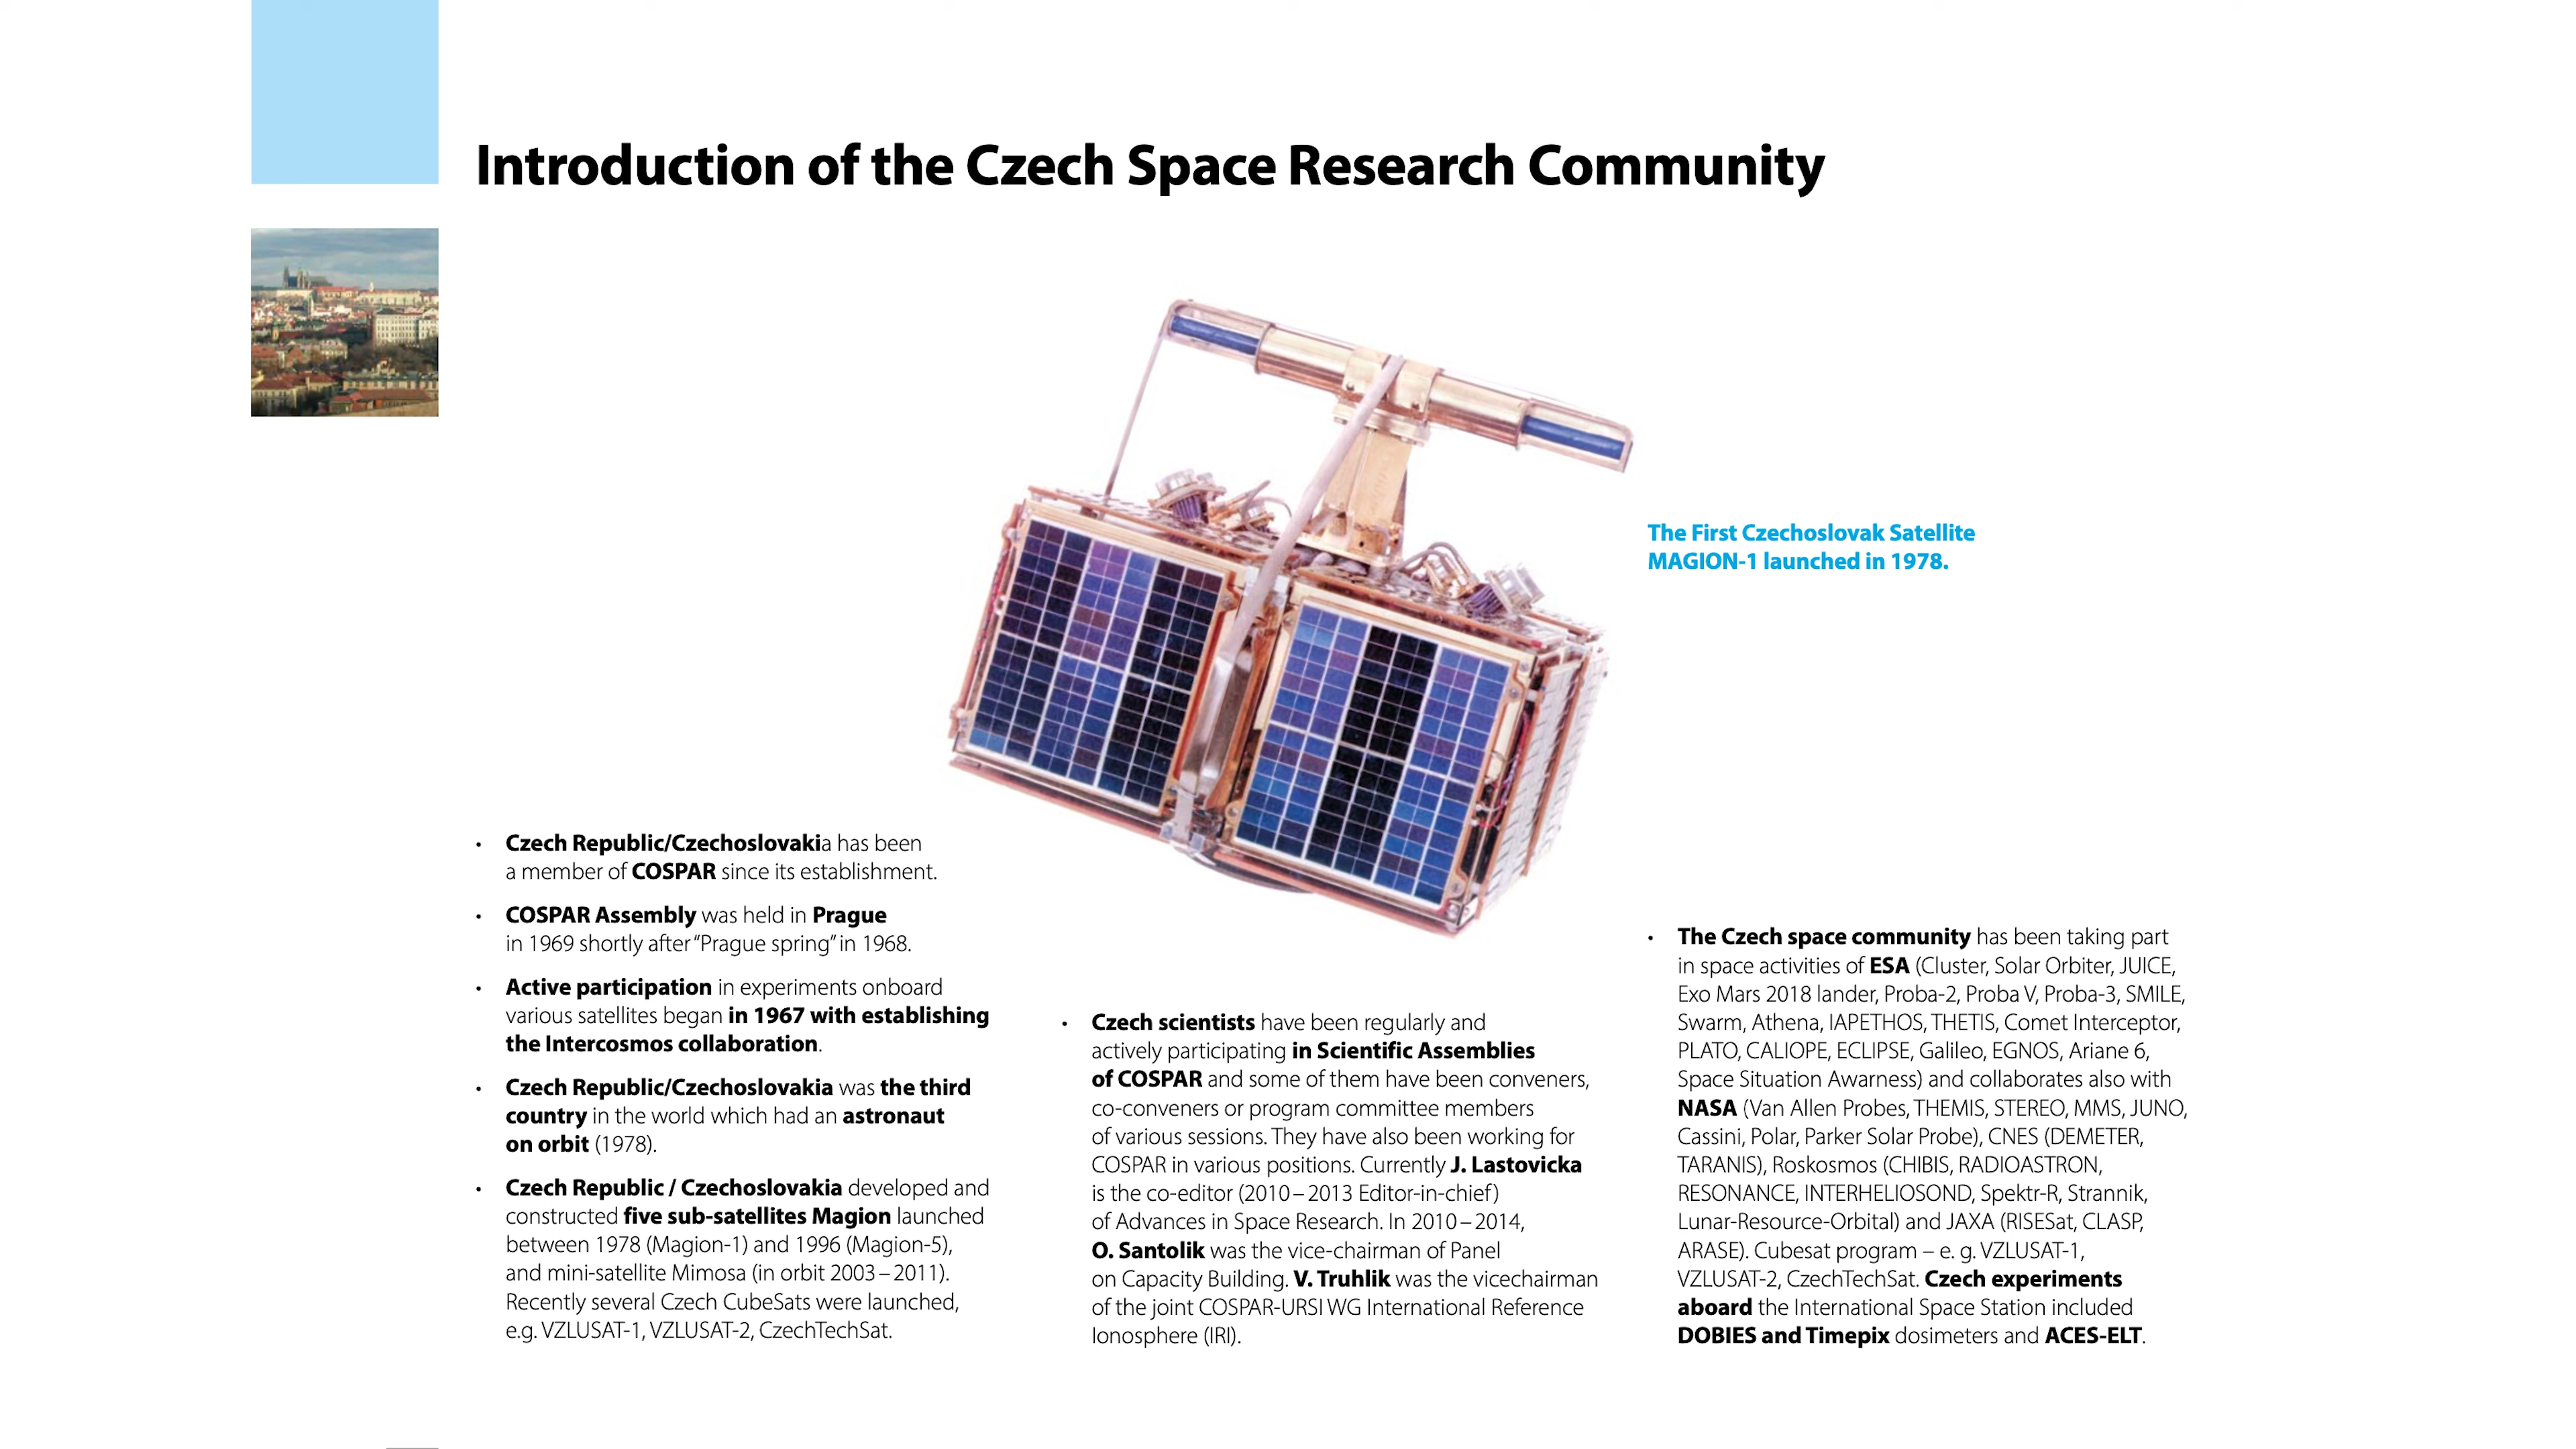 Introduction of the Czech Space Research Community
The First Czechoslovak Satellite
MAGION-1 launched in 1978.
• Czech Republic/Czechoslovakia has been
a member of COSPAR since its establishment.
• COSPAR Assembly was held in Prague
in 1969 shortly after “Prague spring” in 1968.
• Active participation in experiments onboard
various satellites began in 1967 with establishing
the Intercosmos collaboration.
• Czech Republic/Czechoslovakia was the third
country in the world which had an astronaut
on orbit (1978).
• Czech Republic / Czechoslovakia developed and
constructed five sub-satellites Magion launched
between 1978 (Magion-1) and 1996 (Magion-5),
and mini-satellite Mimosa (in orbit 2003 – 2011).
Recently several Czech CubeSats were launched,
e.g. VZLUSAT-1, VZLUSAT-2, CzechTechSat.
• Czech scientists have been regularly and
actively participating in Scientific Assemblies
of COSPAR and some of them have been conveners,
co-conveners or program committee members
of various sessions. They have also been working for
COSPAR in various positions. Currently J. Lastovicka
is the co-editor (2010 – 2013 Editor-in-chief)
of Advances in Space Research. In 2010 – 2014,
O. Santolik was the vice-chairman of Panel
on Capacity Building. V. Truhlik was the vicechairman
of the joint COSPAR-URSI WG International Reference
Ionosphere (IRI).
• The Czech space community has been taking part
in space activities of ESA (Cluster, Solar Orbiter, JUICE,
Exo Mars 2018 lander, Proba-2, Proba V, Proba-3, SMILE,
Swarm, Athena, IAPETHOS, THETIS, Comet Interceptor,
PLATO, CALIOPE, ECLIPSE, Galileo, EGNOS, Ariane 6,
Space Situation Awarness) and collaborates also with
NASA (Van Allen Probes, THEMIS, STEREO, MMS, JUNO,
Cassini, Polar, Parker Solar Probe), CNES (DEMETER,
TARANIS), Roskosmos (CHIBIS, RADIOASTRON,
RESONANCE, INTERHELIOSOND, Spektr-R, Strannik,
Lunar-Resource-Orbital) and JAXA (RISESat, CLASP,
ARASE). Cubesat program – e. g. VZLUSAT-1,
VZLUSAT-2, CzechTechSat. Czech experiments
aboard the International Space Station included
DOBIES and Timepix dosimeters and ACES-ELT.